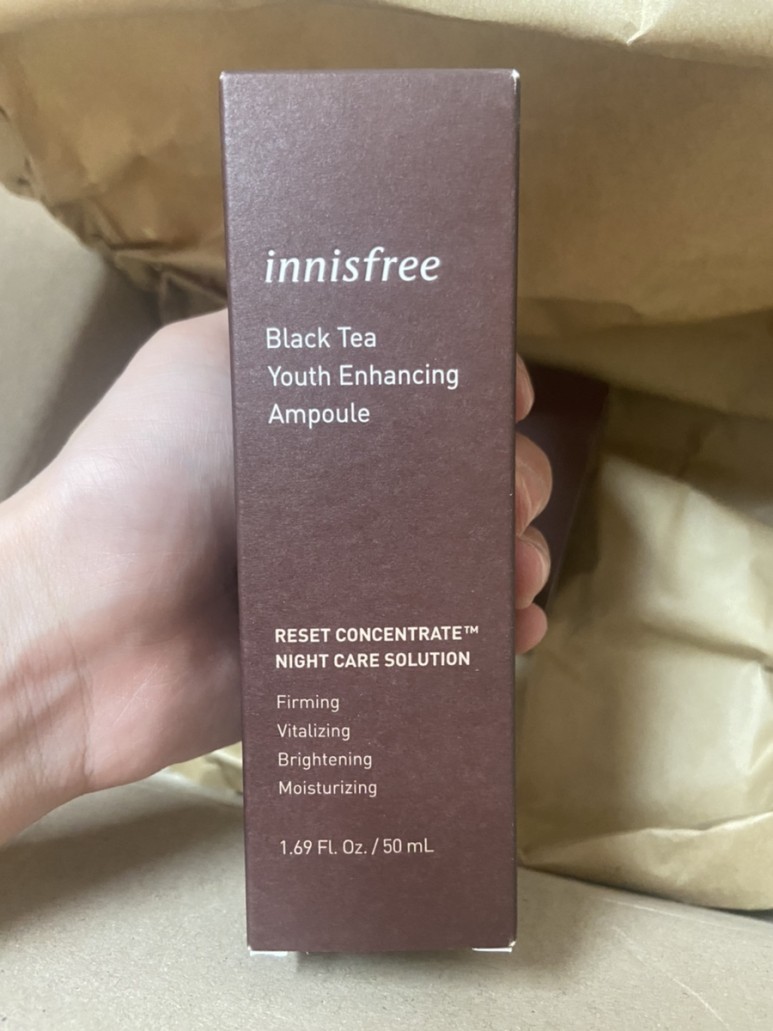 innisfree
Black Tea
Youth Enhancing
Ampoule
RESET CONCENTRATE™
NIGHT CARE SOLUTION
Firming
Vitalizing
Brightening
Moisturizing
1.69 Fl. Oz. / 50 mL